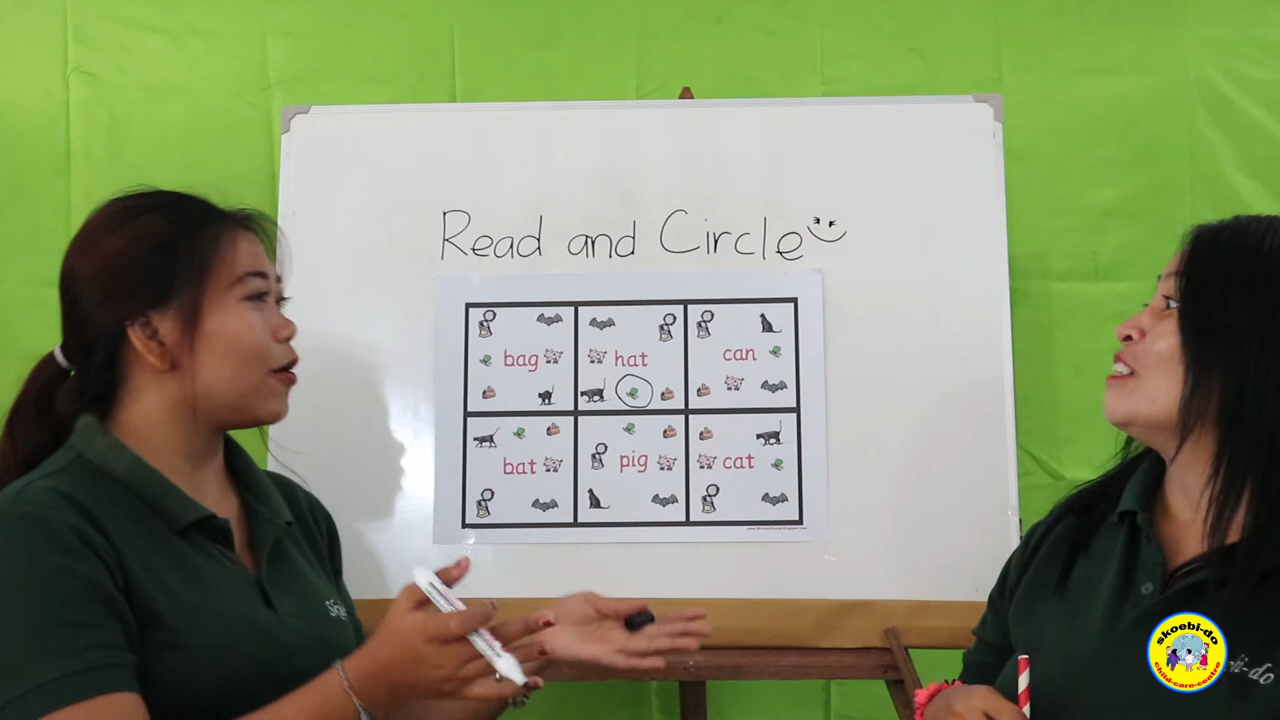 Read and Circle
bag hat can
bat pig cat
skoebi-do
child-care-centre